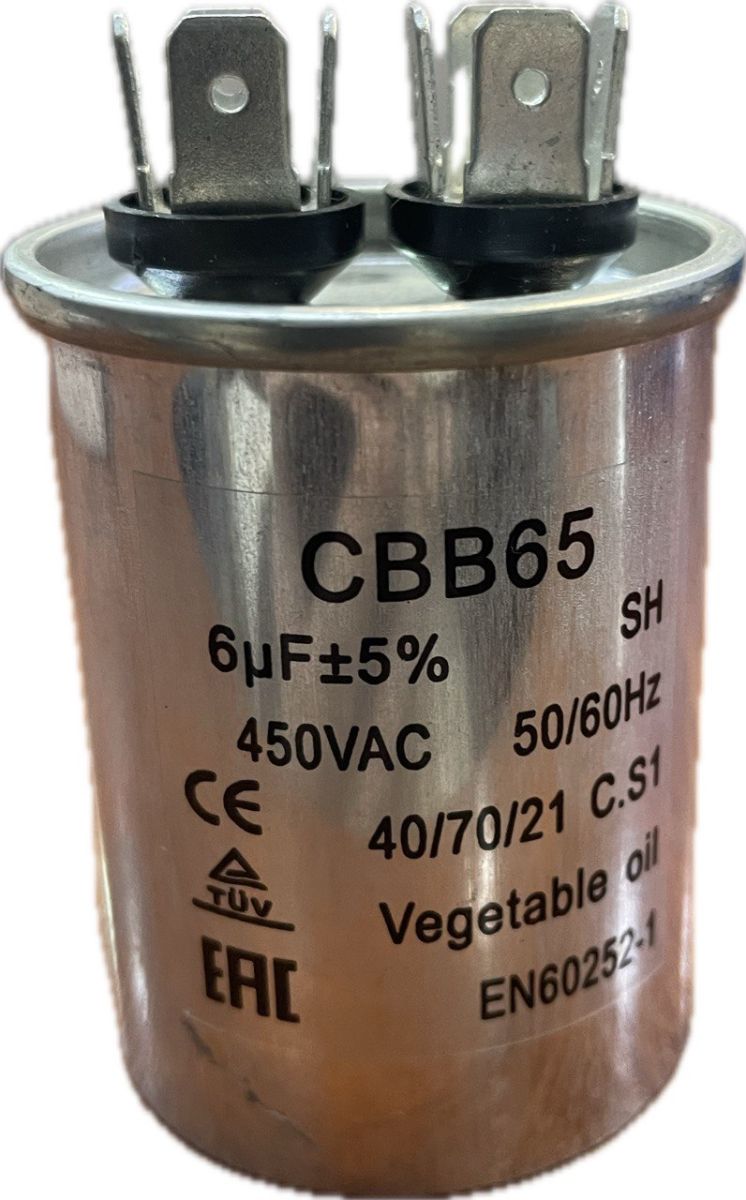 CBB65
6µF±5% SH
450VAC 50/60Hz
CE 40/70/21 C.S1
TÜV Vegetable oil
EAC EN60252-1